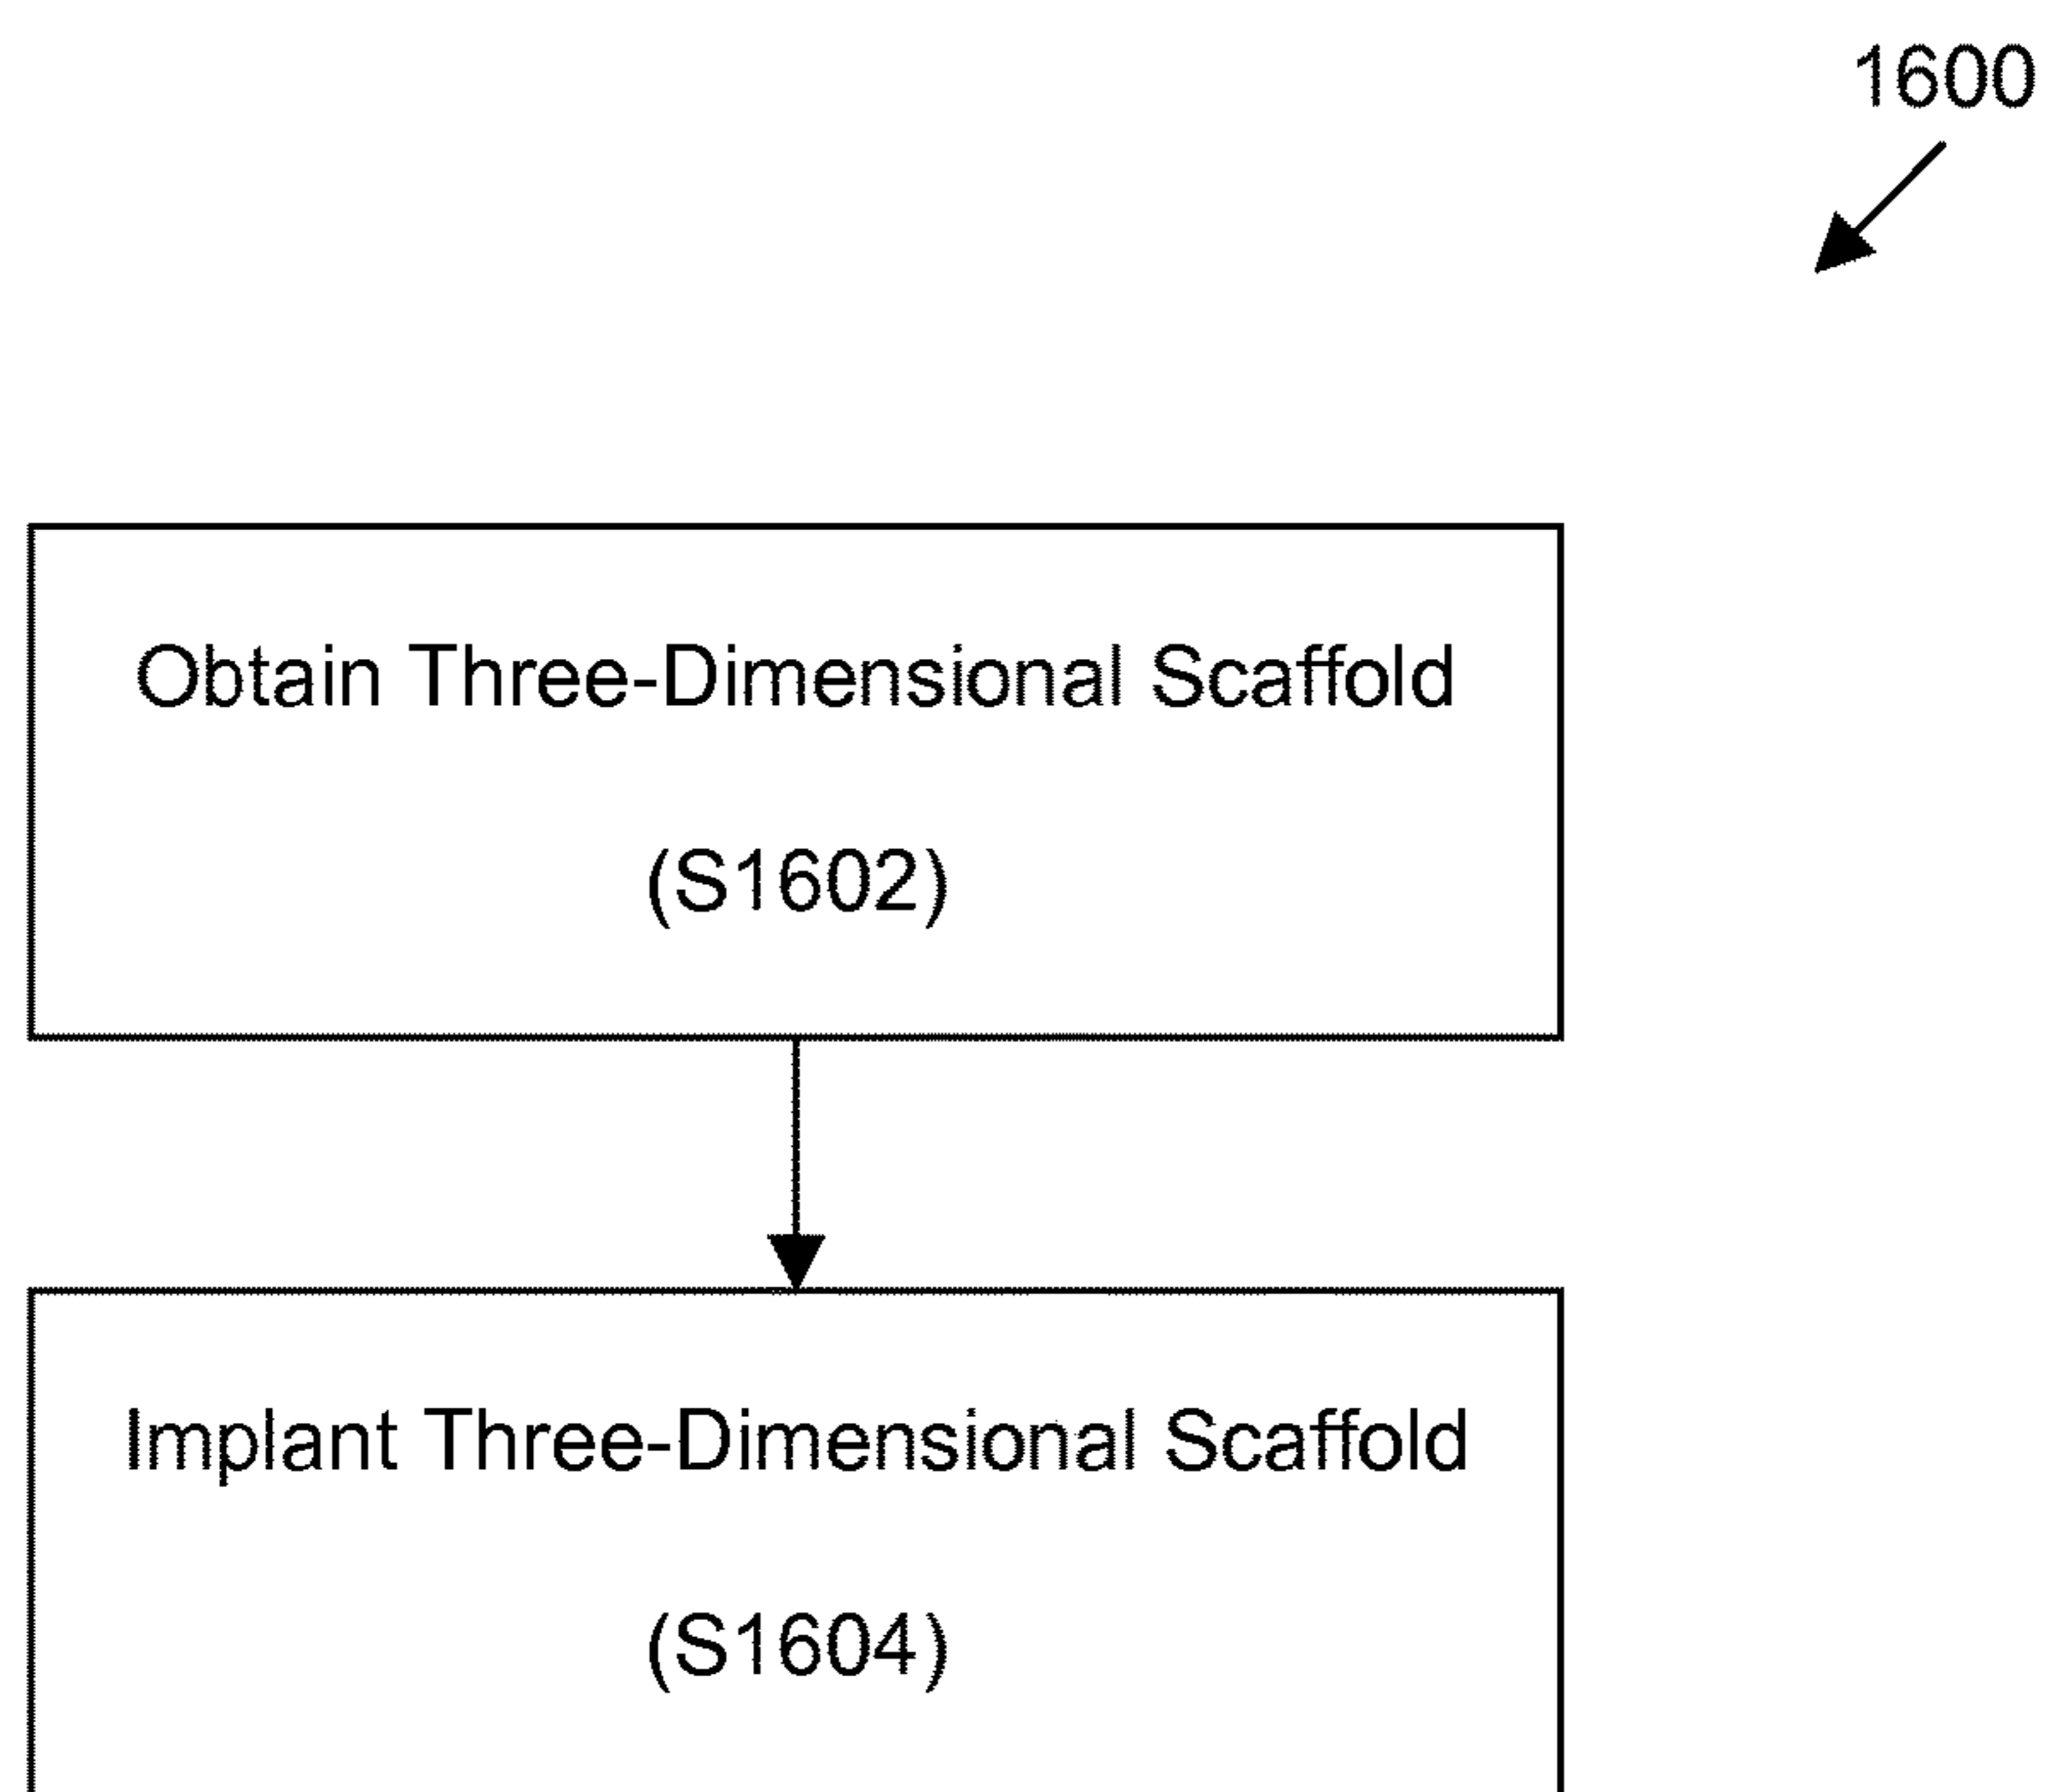 1600
Obtain Three-Dimensional Scaffold
(S1602)
Implant Three-Dimensional Scaffold
(S1604)